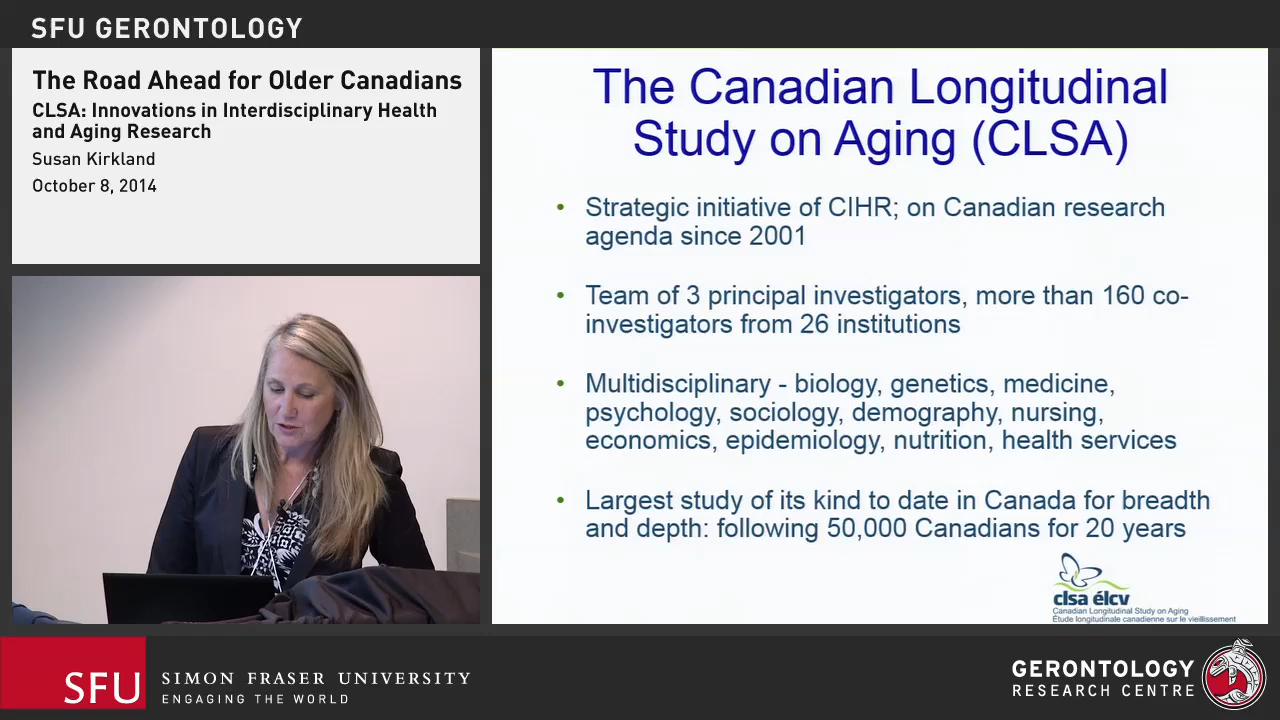 SFU GERONTOLOGY
The Road Ahead for Older Canadians
CLSA: Innovations in Interdisciplinary Health
and Aging Research
Susan Kirkland
October 8, 2014
The Canadian Longitudinal
Study on Aging (CLSA)
• Strategic initiative of CIHR; on Canadian research
agenda since 2001
• Team of 3 principal investigators, more than 160 co-
investigators from 26 institutions
• Multidisciplinary - biology, genetics, medicine,
psychology, sociology, demography, nursing,
economics, epidemiology, nutrition, health services
• Largest study of its kind to date in Canada for breadth
and depth: following 50,000 Canadians for 20 years
clsa élcv
Canadian Longitudinal Study on Aging
Étude longitudinale canadienne sur le vieillissement
SFU
SIMON FRASER UNIVERSITY
ENGAGING THE WORLD
GERONTOLOGY
RESEARCH CENTRE